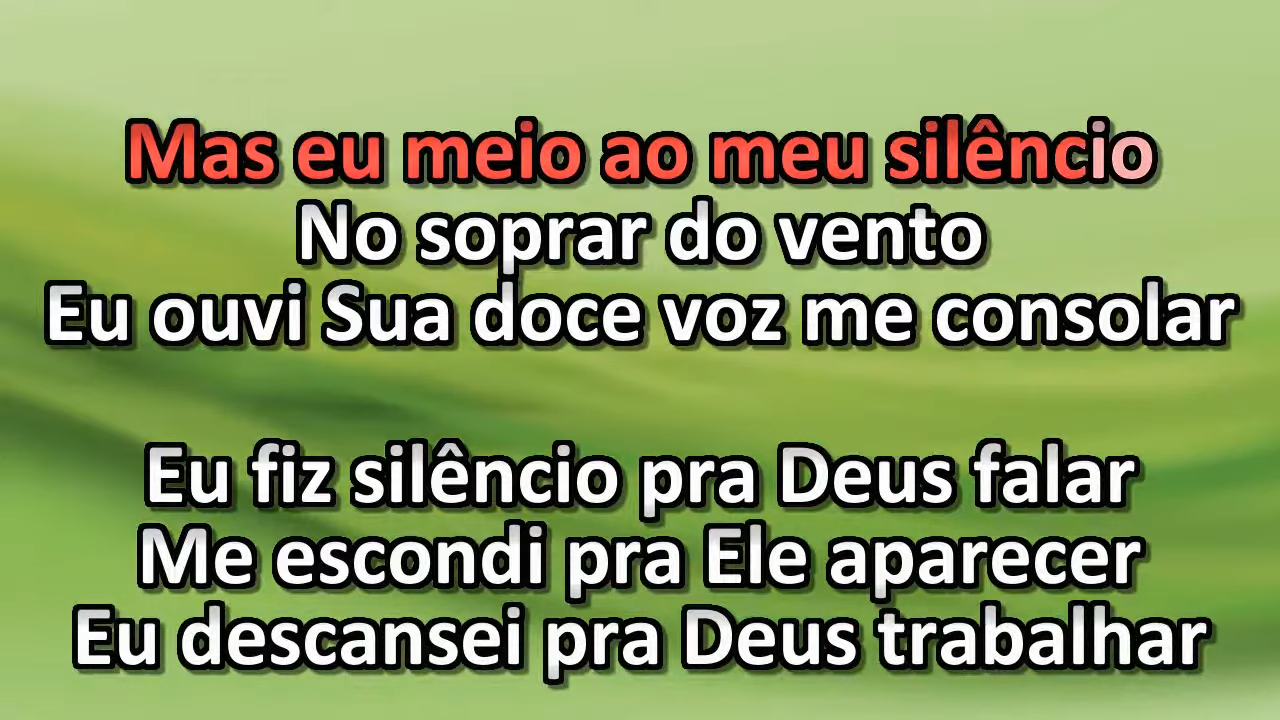 Mas eu meio ao meu silêncio
No soprar do vento
Eu ouvi Sua doce voz me consolar
Eu fiz silêncio pra Deus falar
Me escondi pra Ele aparecer
Eu descansei pra Deus trabalhar